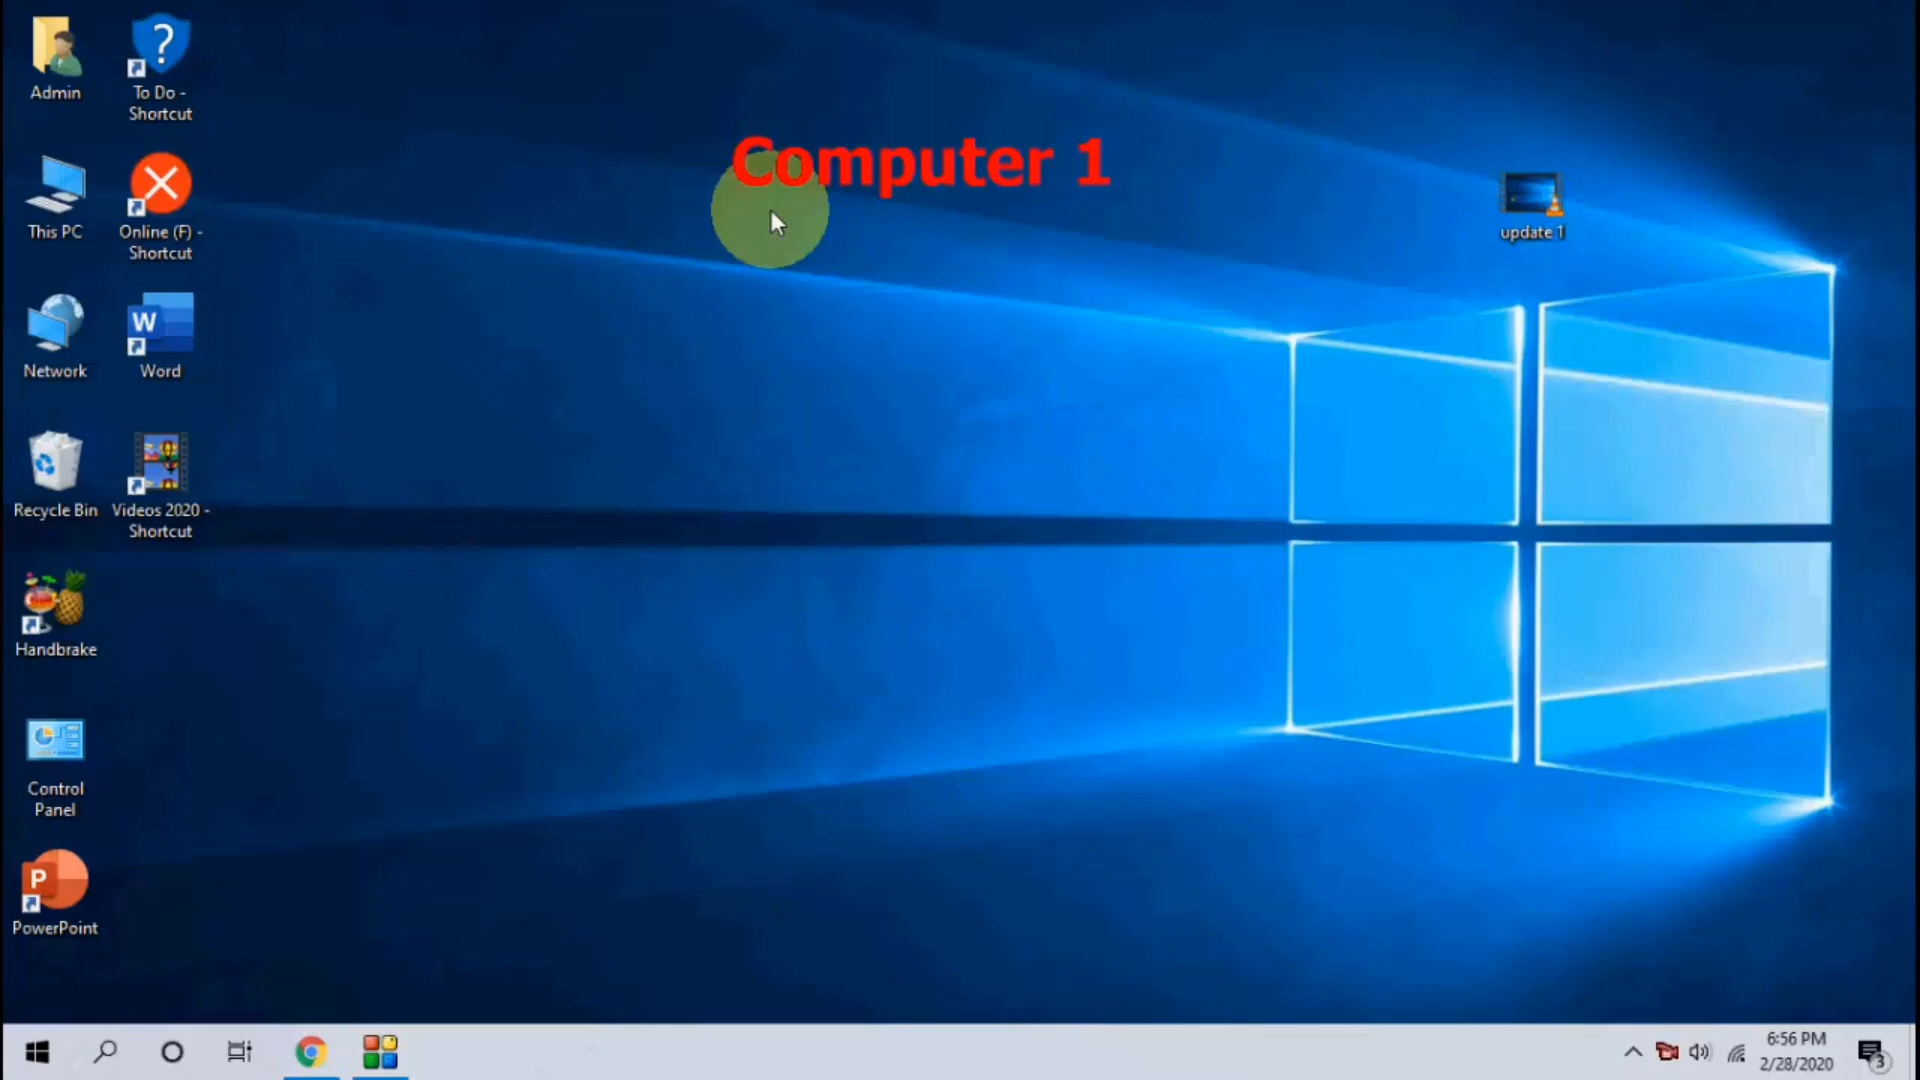 Computer 1
Admin
To Do -
Shortcut
This PC
Online (F) -
Shortcut
update 1
Network
W
Word
Recycle Bin
Videos 2020 -
Shortcut
Handbrake
Control
Panel
P
PowerPoint
6:56 PM
2/28/2020
3